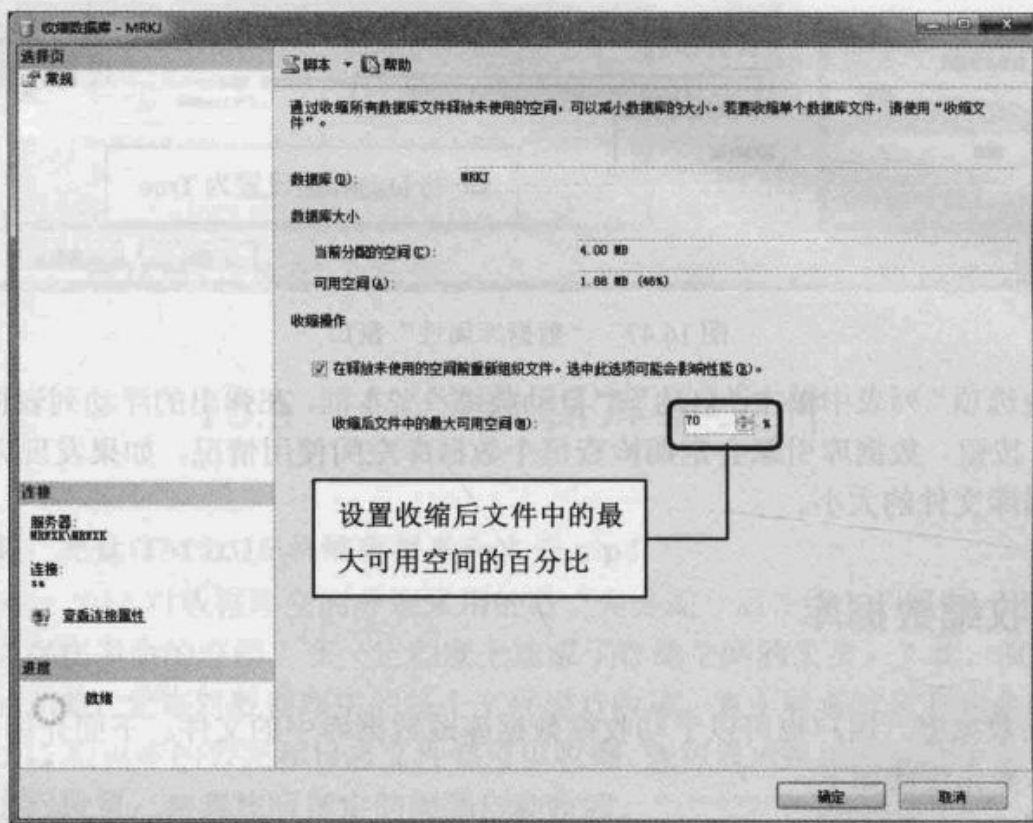 收缩数据库 - MRKJ
选择页
常规
脚本 帮助
通过收缩所有数据库文件释放未使用的空间，可以减小数据库的大小。若要收缩单个数据库文件，请使用“收缩文
件”。
数据库(D): MRKJ
数据库大小
当前分配的空间(C): 4.00 MB
可用空间(A): 1.88 MB (46%)
收缩操作
在释放未使用的空间前重新组织文件。选中此选项可能会影响性能(R)。
收缩后文件中的最大可用空间(M): 70 %
设置收缩后文件中的最
大可用空间的百分比
连接
服务器:
MRWXK\MRWXK
连接:
sa
查看连接属性
进度
就绪
确定 取消